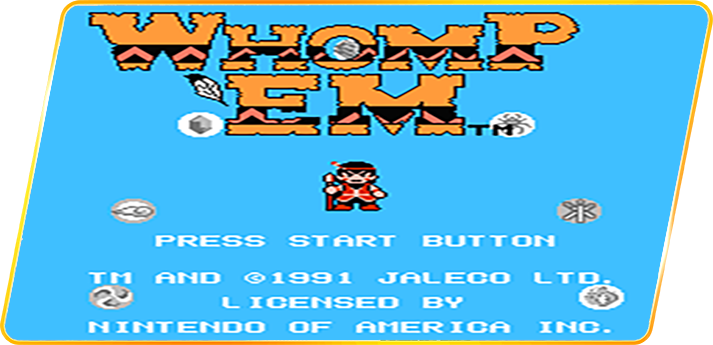 WHOMP
'EM TM
PRESS START BUTTON
TM AND ©1991 JALECO LTD.
LICENSED BY
NINTENDO OF AMERICA INC.